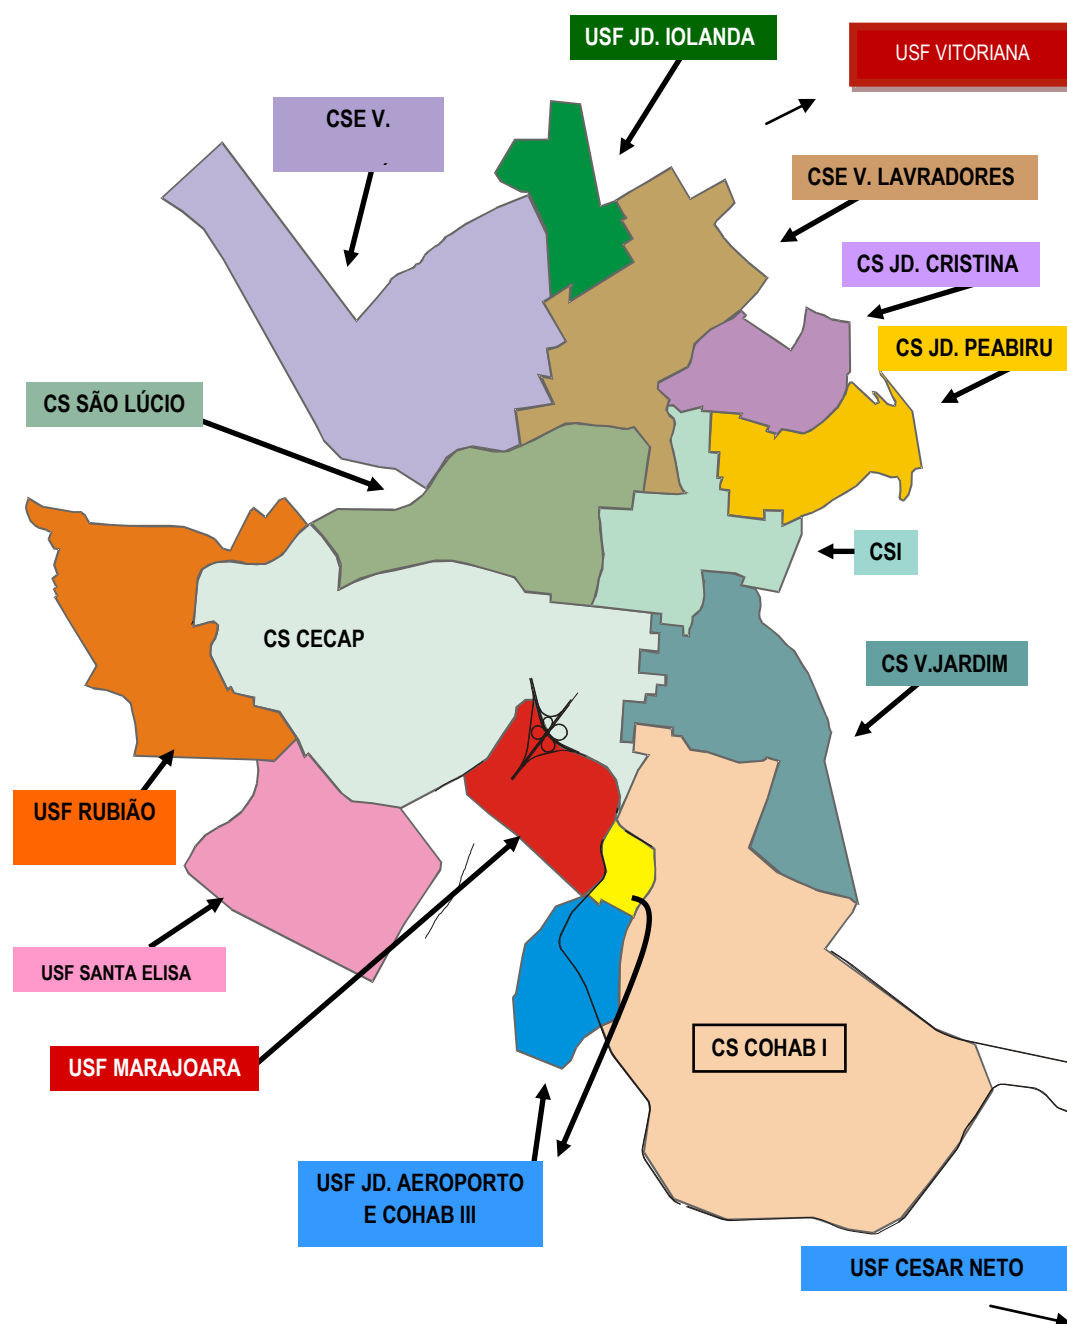 USF JD. IOLANDA
USF VITORIANA
CSE V.
CSE V. LAVRADORES
CS JD. CRISTINA
CS JD. PEABIRU
CS SÃO LÚCIO
CSI
CS CECAP
CS V.JARDIM
USF RUBIÃO
USF SANTA ELISA
CS COHAB I
USF MARAJOARA
USF JD. AEROPORTO
E COHAB III
USF CESAR NETO